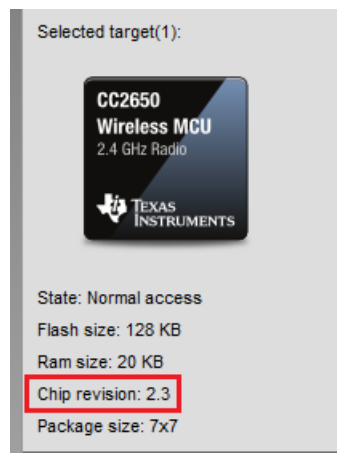 Selected target(1):
CC2650
Wireless MCU
2.4 GHz Radio
TEXAS
INSTRUMENTS
State: Normal access
Flash size: 128 KB
Ram size: 20 KB
Chip revision: 2.3
Package size: 7x7